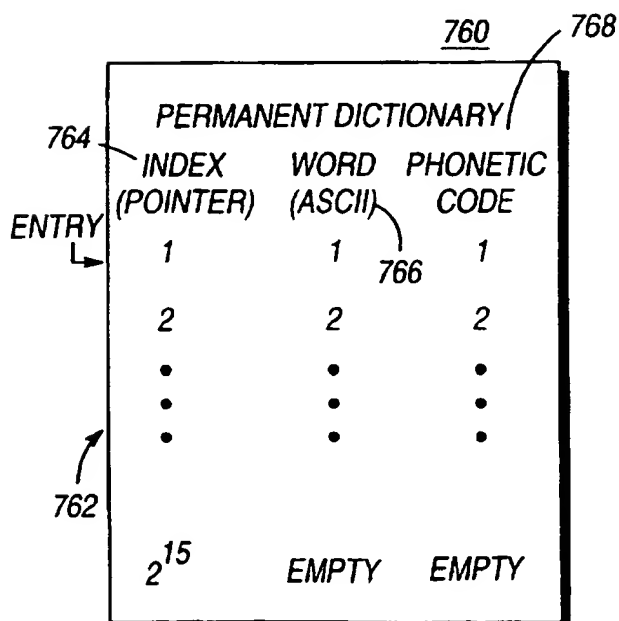 760
768
PERMANENT DICTIONARY
764
INDEX WORD PHONETIC
(POINTER) (ASCII) CODE
ENTRY
1 1 1
766
2 2 2
762
2^15 EMPTY EMPTY